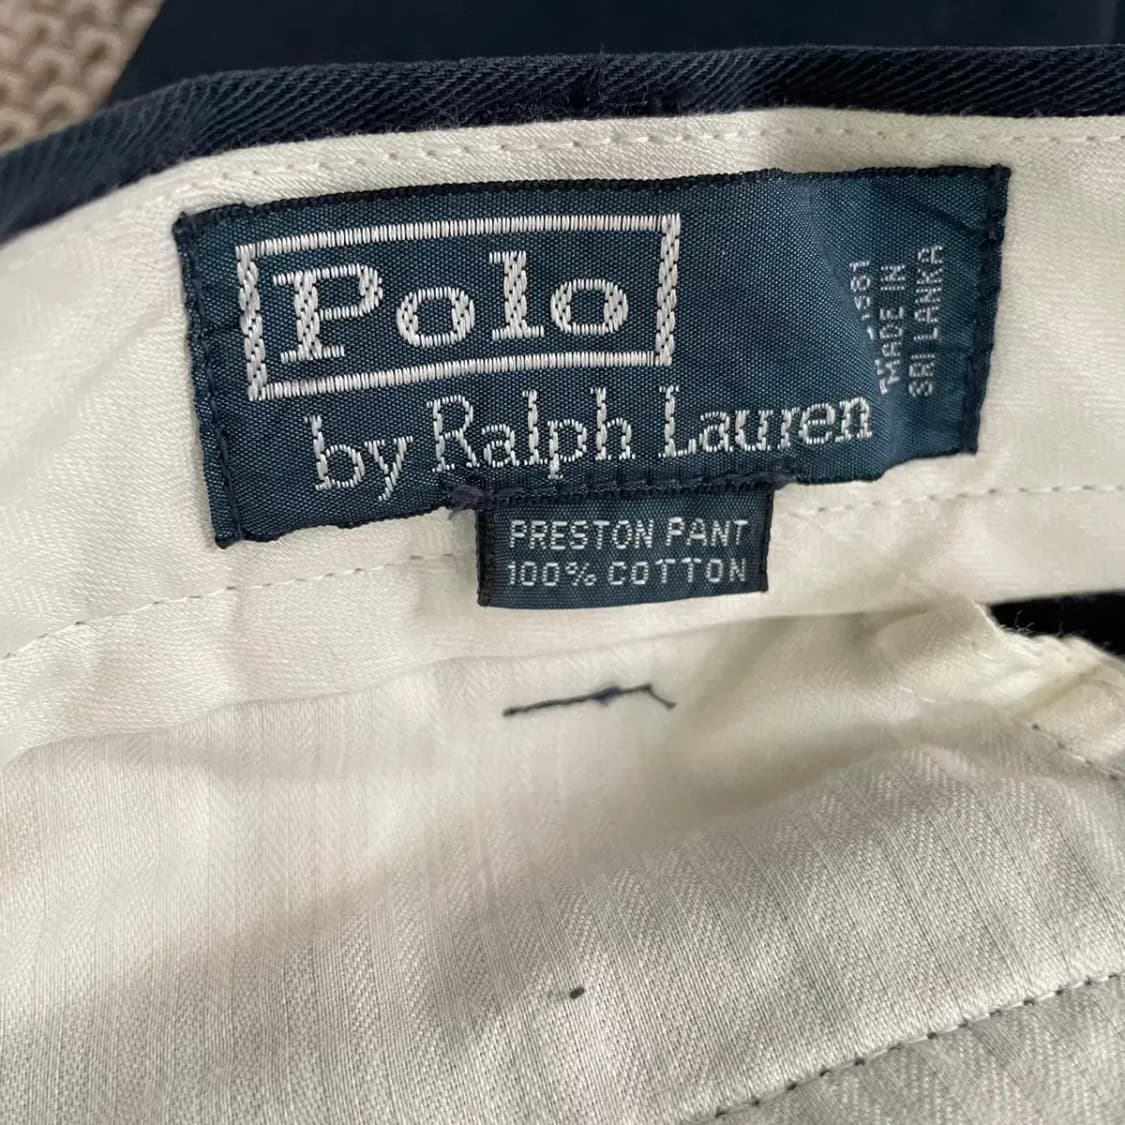 Polo
by Ralph Lauren
MADE IN
SRI LANKA
PRESTON PANT
100% COTTON